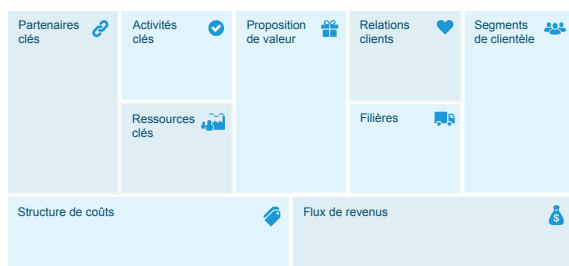 Partenaires
clés
Activités
clés
Ressources
clés
Proposition
de valeur
Relations
clients
Filières
Segments
de clientèle
Structure de coûts
Flux de revenus
$